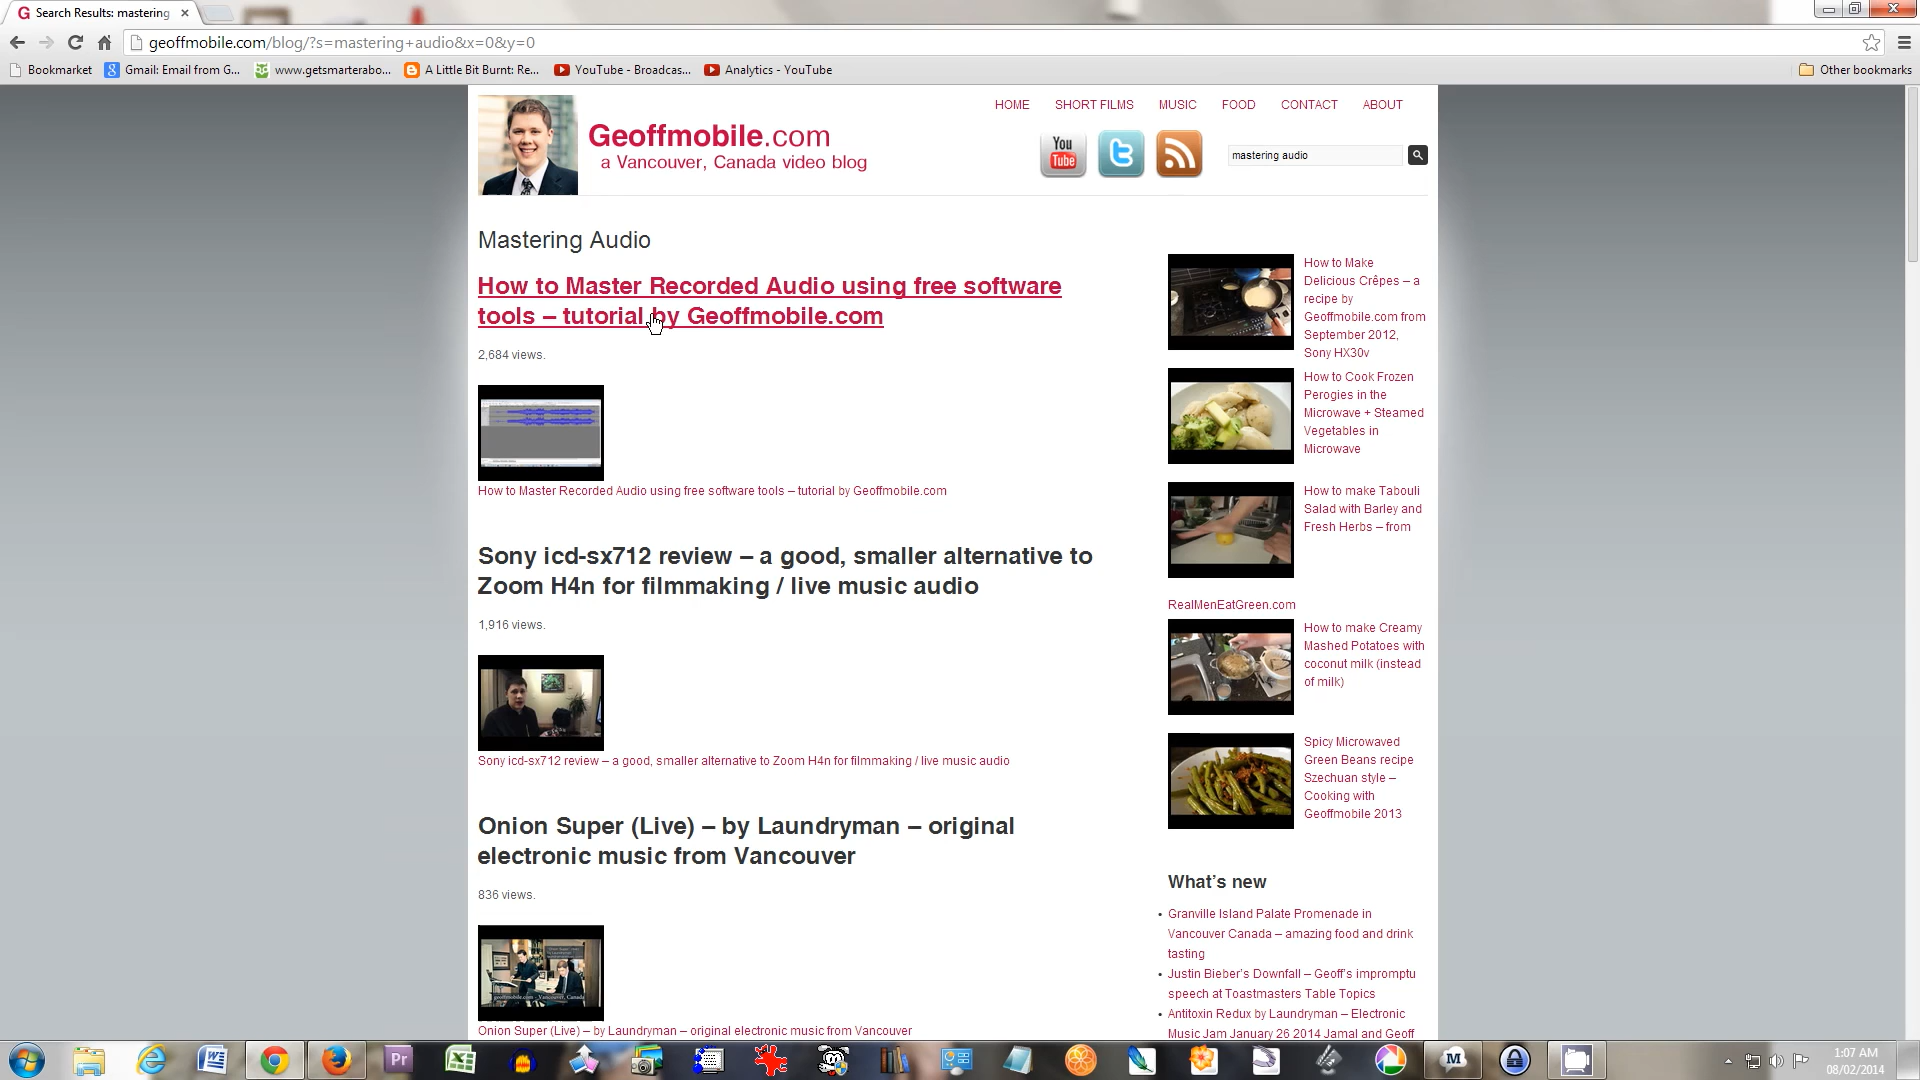 Search Results: mastering
geoffmobile.com/blog/?s=mastering+audio&x=0&y=0
Bookmarket
Gmail: Email from G...
www.getsmarterabo...
A Little Bit Burnt: Re...
YouTube - Broadcas...
Analytics - YouTube
Other bookmarks
HOME
SHORT FILMS
MUSIC
FOOD
CONTACT
ABOUT
Geoffmobile.com
a Vancouver, Canada video blog
You
Tube
mastering audio
Mastering Audio
How to Master Recorded Audio using free software
tools – tutorial by Geoffmobile.com
2,684 views.
How to Master Recorded Audio using free software tools – tutorial by Geoffmobile.com
Sony icd-sx712 review – a good, smaller alternative to
Zoom H4n for filmmaking / live music audio
1,916 views.
Sony icd-sx712 review – a good, smaller alternative to Zoom H4n for filmmaking / live music audio
Onion Super (Live) – by Laundryman – original
electronic music from Vancouver
836 views.
geoffmobile.com - Vancouver, Canada
Onion Super (Live) – by Laundryman – original electronic music from Vancouver
How to Make
Delicious Crêpes – a
recipe by
Geoffmobile.com from
September 2012,
Sony HX30v
How to Cook Frozen
Perogies in the
Microwave + Steamed
Vegetables in
Microwave
How to make Tabouli
Salad with Barley and
Fresh Herbs – from
RealMenEatGreen.com
How to make Creamy
Mashed Potatoes with
coconut milk (instead
of milk)
Spicy Microwaved
Green Beans recipe
Szechuan style –
Cooking with
Geoffmobile 2013
What's new
• Granville Island Palate Promenade in
Vancouver Canada – amazing food and drink
tasting
• Justin Bieber's Downfall – Geoff's impromptu
speech at Toastmasters Table Topics
• Antitoxin Redux by Laundryman – Electronic
Music Jam January 26 2014 Jamal and Geoff
Pr
M
1:07 AM
08/02/2014